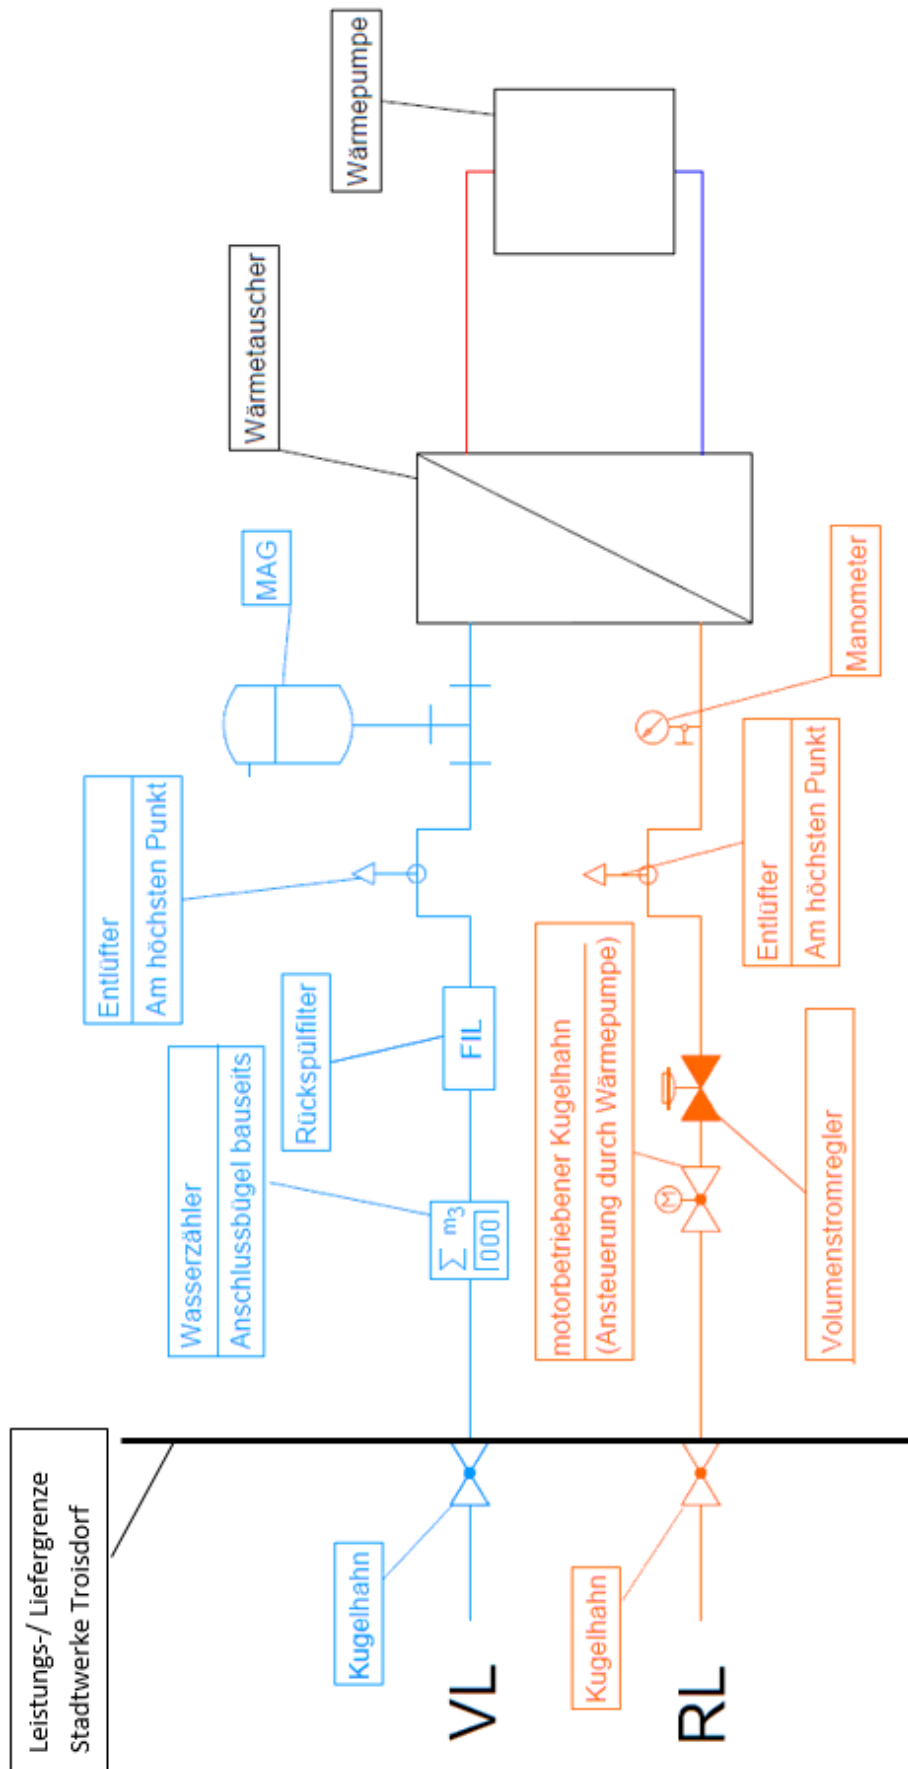 Leistungs-/ Liefergrenze
Stadtwerke Troisdorf
VL
Kugelhahn
Wasserzähler
Anschlussbügel bauseits
∑ m3
000
Rückspülfilter
FIL
Entlüfter
Am höchsten Punkt
MAG
Wärmetauscher
Wärmepumpe
RL
Kugelhahn
motorbetriebener Kugelhahn
(Ansteuerung durch Wärmepumpe)
M
Volumenstromregler
Entlüfter
Am höchsten Punkt
Manometer